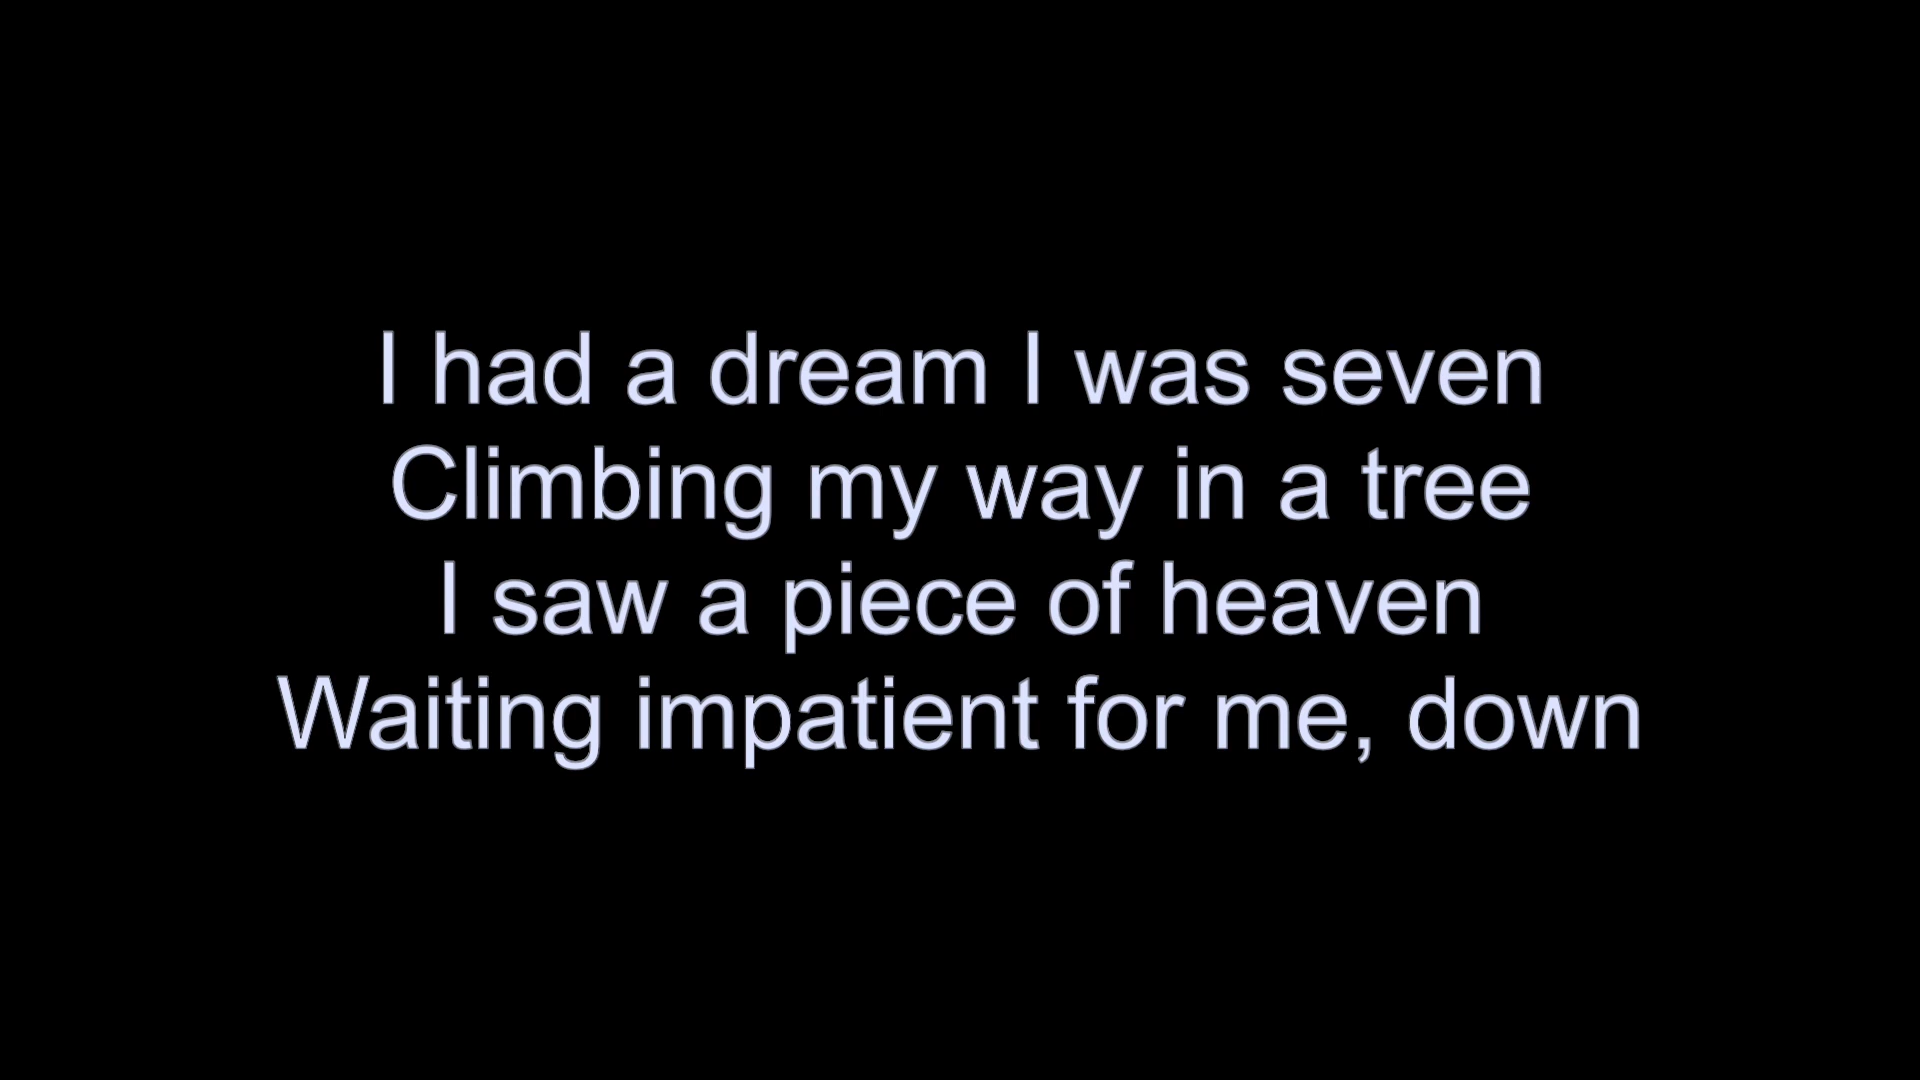 I had a dream I was seven
Climbing my way in a tree
I saw a piece of heaven
Waiting impatient for me, down